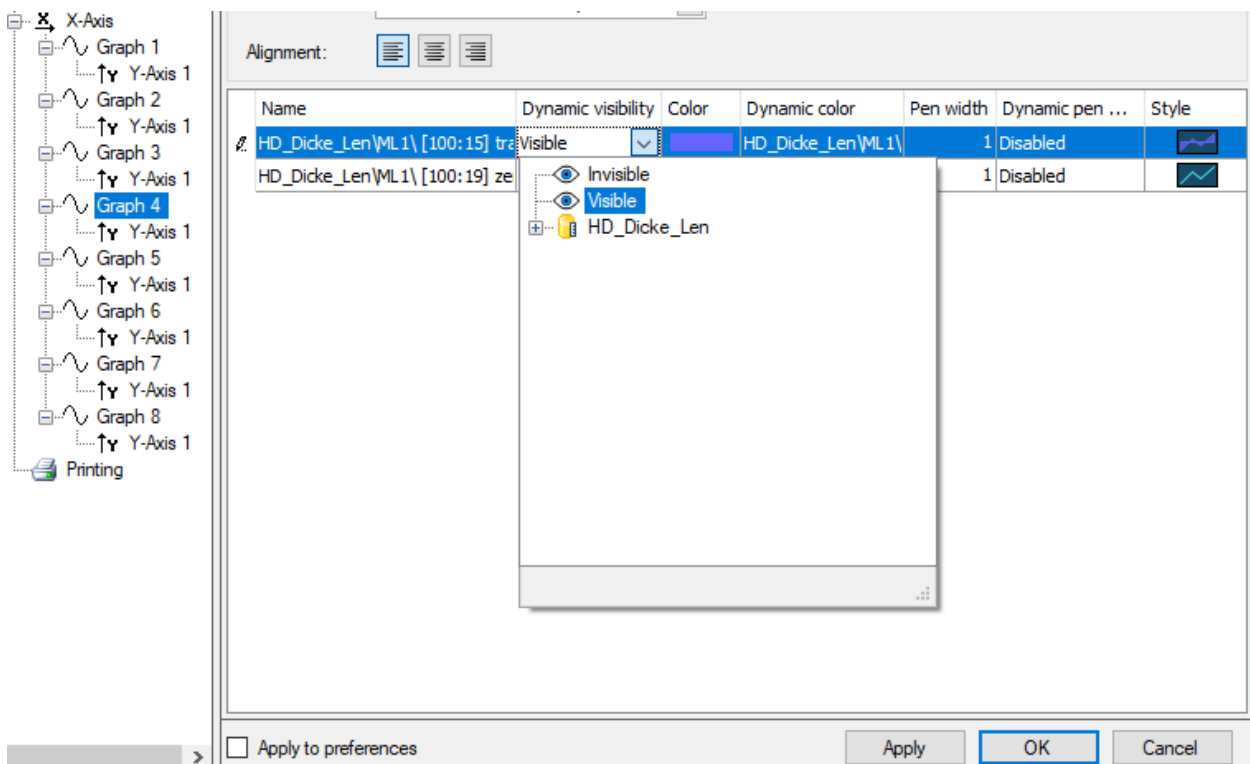 X-Axis
Graph 1
Y-Axis 1
Graph 2
Y-Axis 1
Graph 3
Y-Axis 1
Graph 4
Y-Axis 1
Graph 5
Y-Axis 1
Graph 6
Y-Axis 1
Graph 7
Y-Axis 1
Graph 8
Y-Axis 1
Printing
Alignment:
Name Dynamic visibility Color Dynamic color Pen width Dynamic pen ... Style
HD_Dicke_Len\ML1\ [100:15] tra Visible HD_Dicke_Len\ML1\ 1 Disabled
HD_Dicke_Len\ML1\ [100:19] ze 1 Disabled
Invisible
Visible
HD_Dicke_Len
Apply to preferences Apply OK Cancel